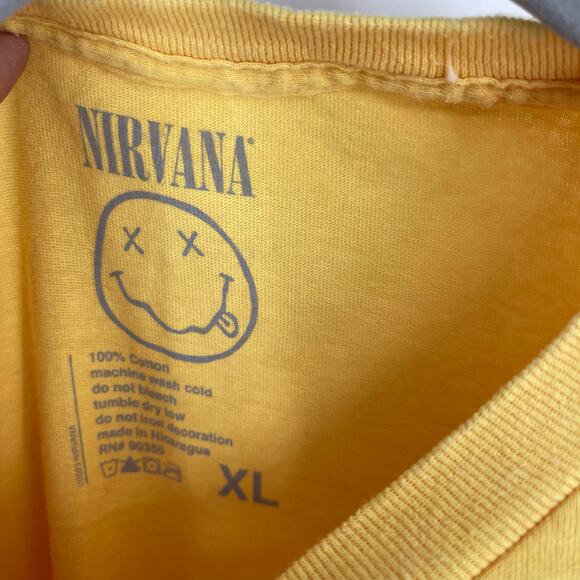 NIRVANA
x x
100% Cotton
machine wash cold
do not bleach
tumble dry low
do not iron decoration
made in Nicaragua
RN# 90355
XL
NIRVANA